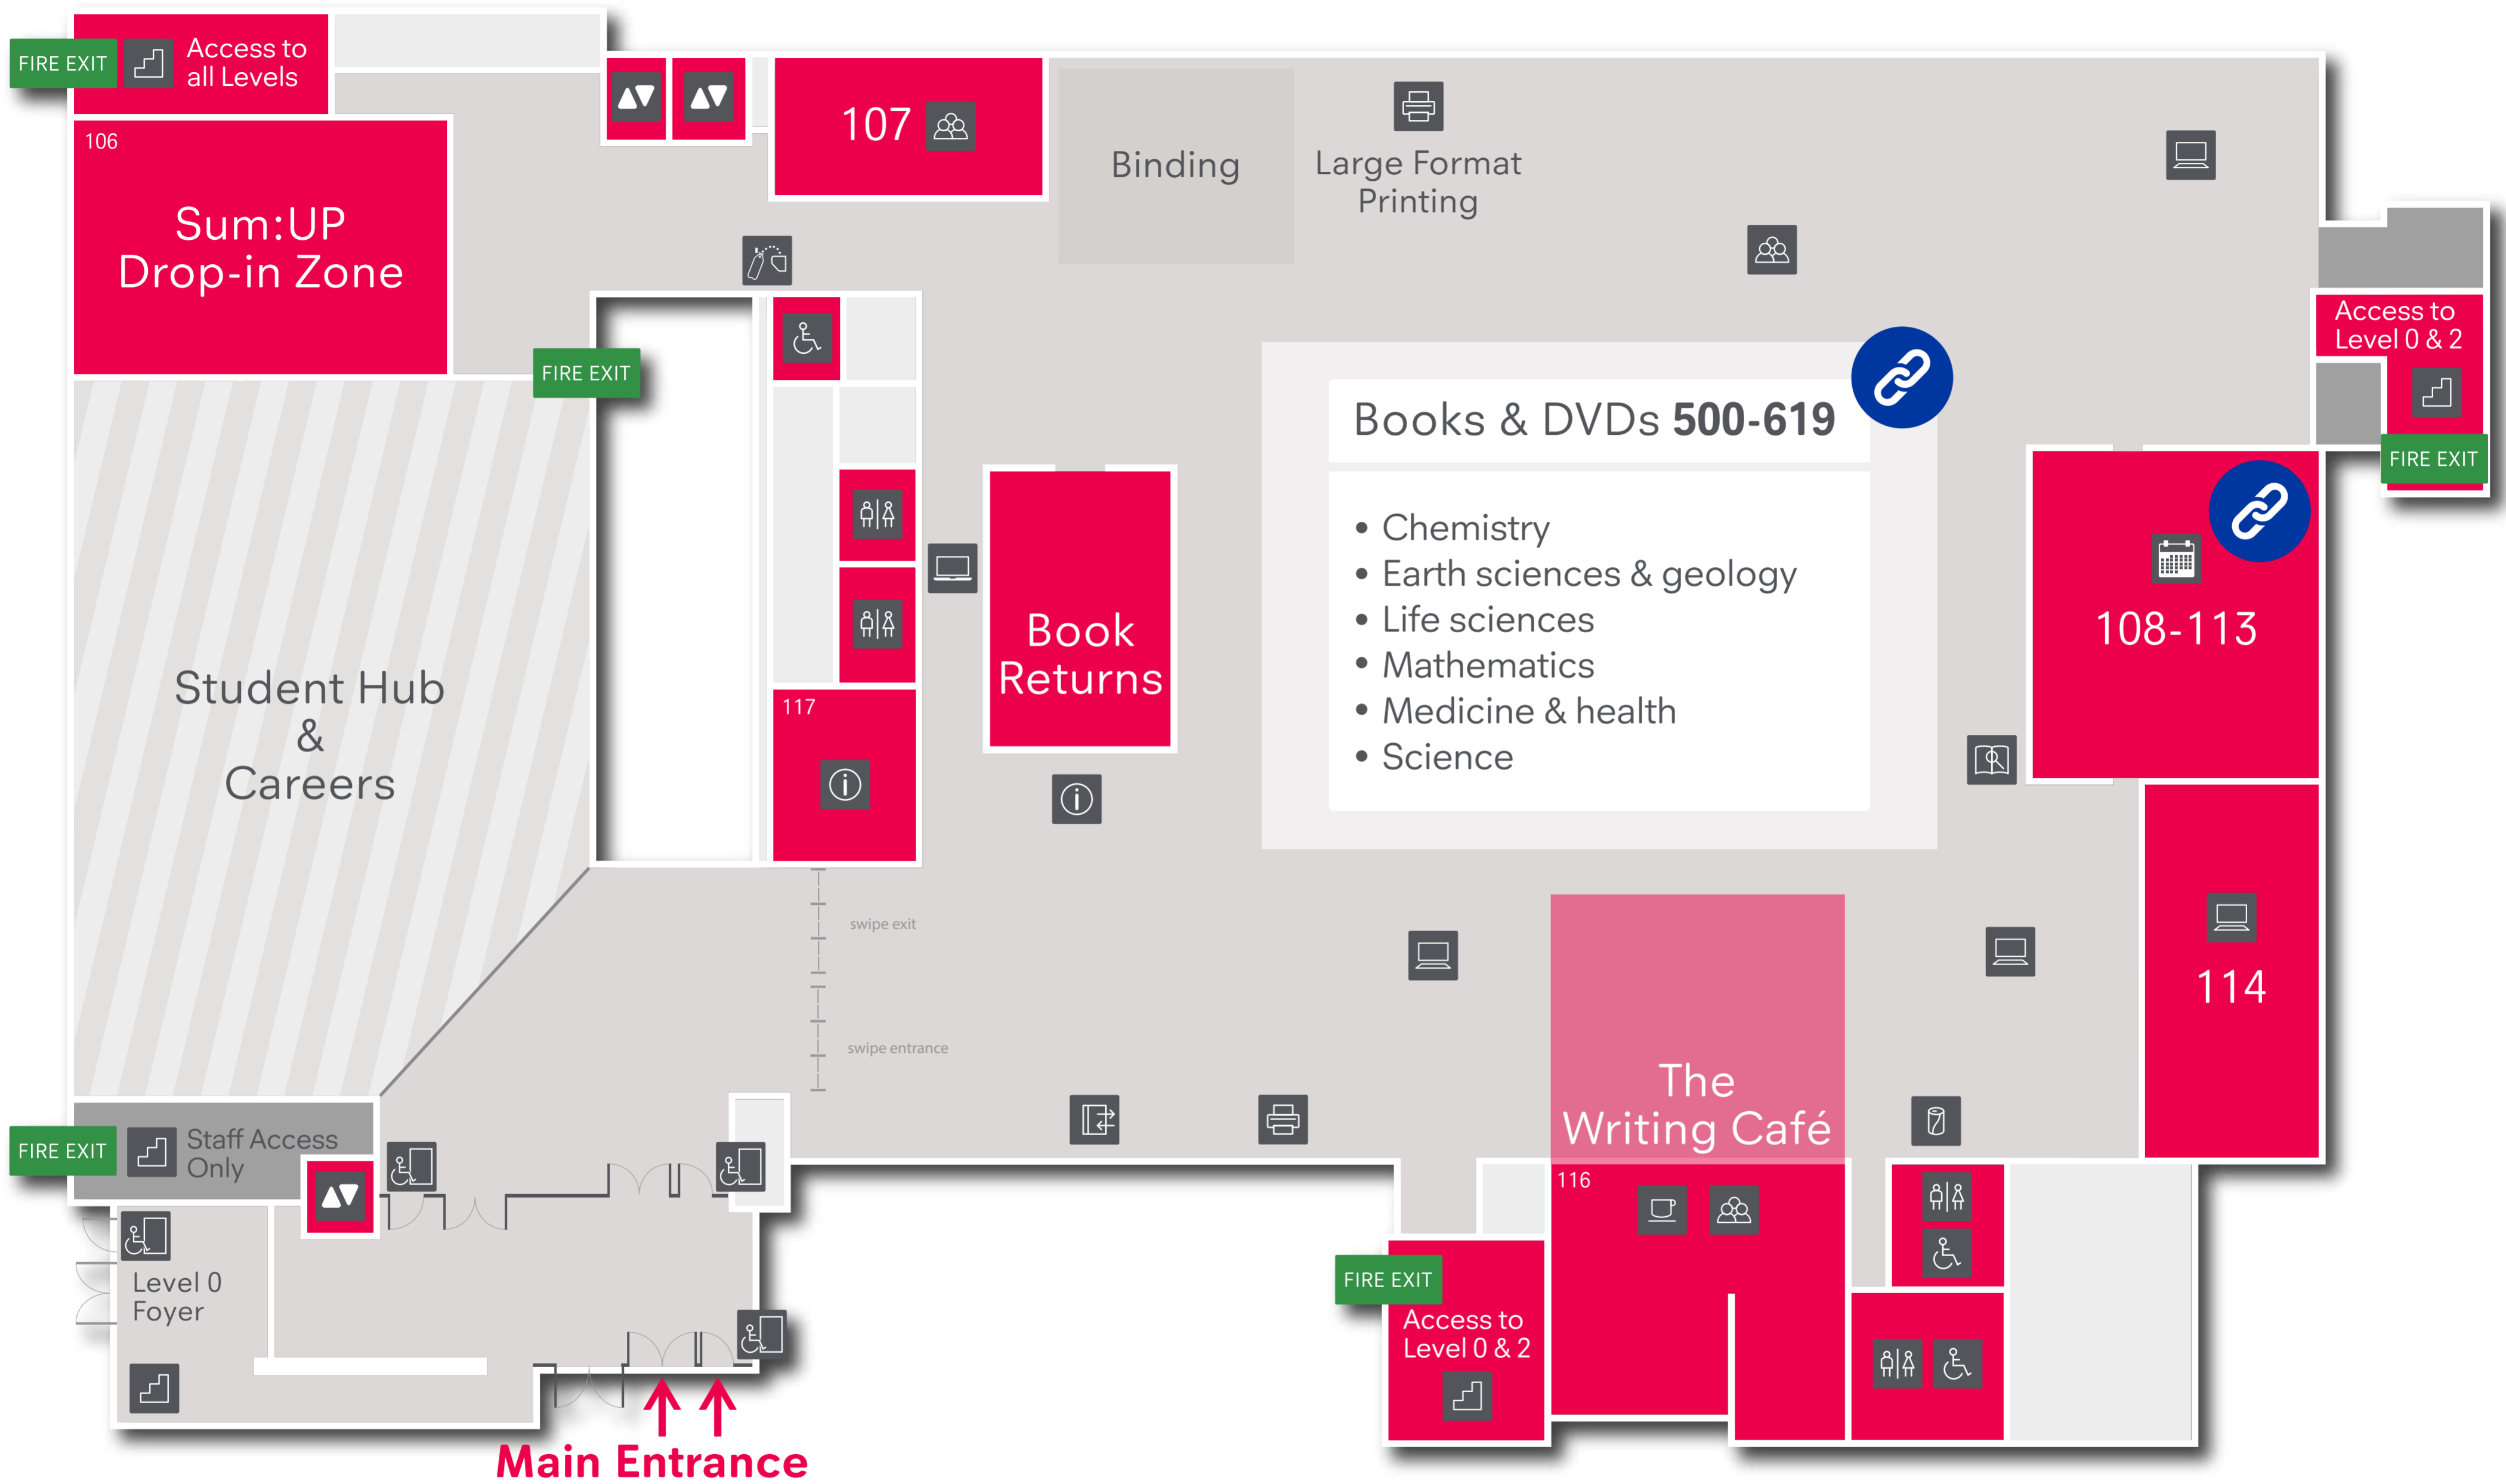 FIRE EXIT
Access to
all Levels
106
Sum:UP
Drop-in Zone
107
Binding
Large Format
Printing
FIRE EXIT
Access to
Level 0 & 2
FIRE EXIT
Books & DVDs 500-619
• Chemistry
• Earth sciences & geology
• Life sciences
• Mathematics
• Medicine & health
• Science
108-113
Book
Returns
Student Hub
&
Careers
117
swipe exit
swipe entrance
114
The
Writing Café
116
FIRE EXIT
Staff Access
Only
Level 0
Foyer
FIRE EXIT
Access to
Level 0 & 2
Main Entrance